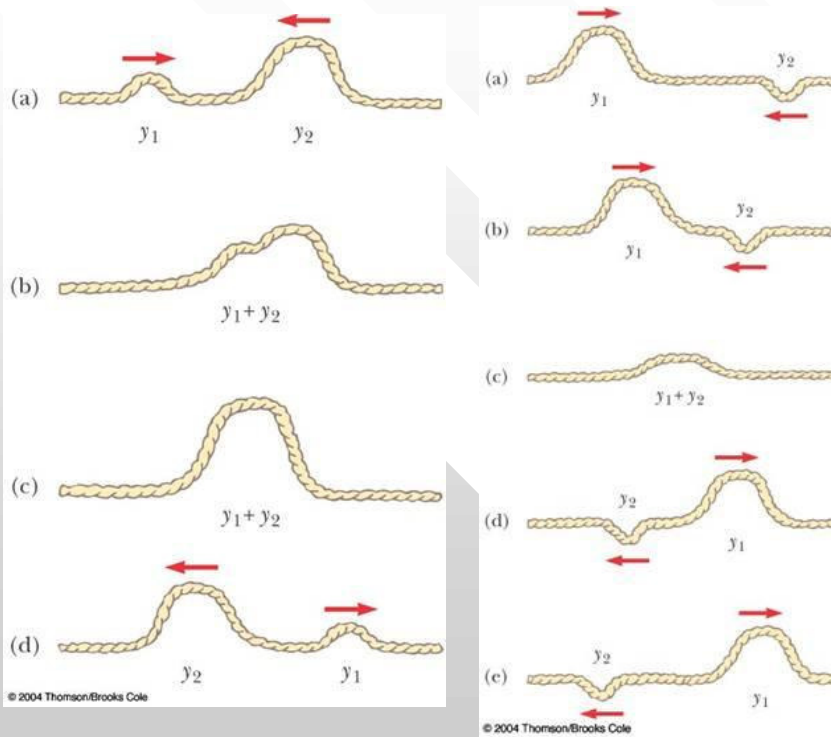 (a)
y1
y2
(b)
y1 + y2
(c)
y1 + y2
(d)
y2
y1
© 2004 Thomson/Brooks Cole
(a)
y2
y1
(b)
y2
y1
(c)
y1 + y2
(d)
y2
y1
(e)
y2
y1
© 2004 Thomson/Brooks Cole